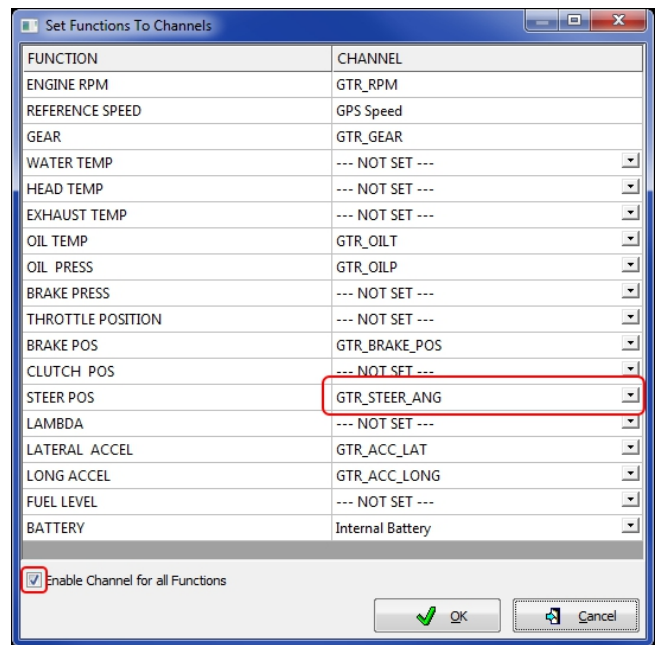 Set Functions To Channels
FUNCTION CHANNEL
ENGINE RPM GTR_RPM
REFERENCE SPEED GPS Speed
GEAR GTR_GEAR
WATER TEMP --- NOT SET ---
HEAD TEMP --- NOT SET ---
EXHAUST TEMP --- NOT SET ---
OIL TEMP GTR_OILT
OIL PRESS GTR_OILP
BRAKE PRESS --- NOT SET ---
THROTTLE POSITION --- NOT SET ---
BRAKE POS GTR_BRAKE_POS
CLUTCH POS --- NOT SET ---
STEER POS GTR_STEER_ANG
LAMBDA --- NOT SET ---
LATERAL ACCEL GTR_ACC_LAT
LONG ACCEL GTR_ACC_LONG
FUEL LEVEL --- NOT SET ---
BATTERY Internal Battery
Enable Channel for all Functions
OK Cancel